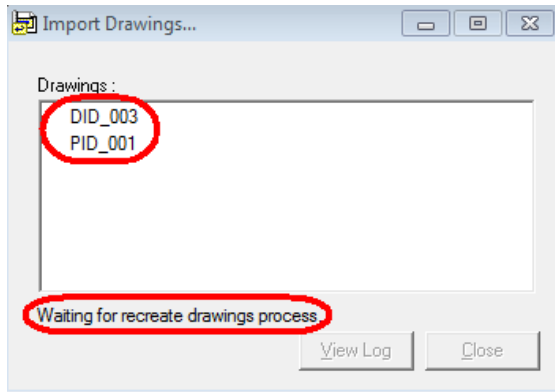 Import Drawings...
Drawings :
DID_003
PID_001
Waiting for recreate drawings process.
View Log
Close